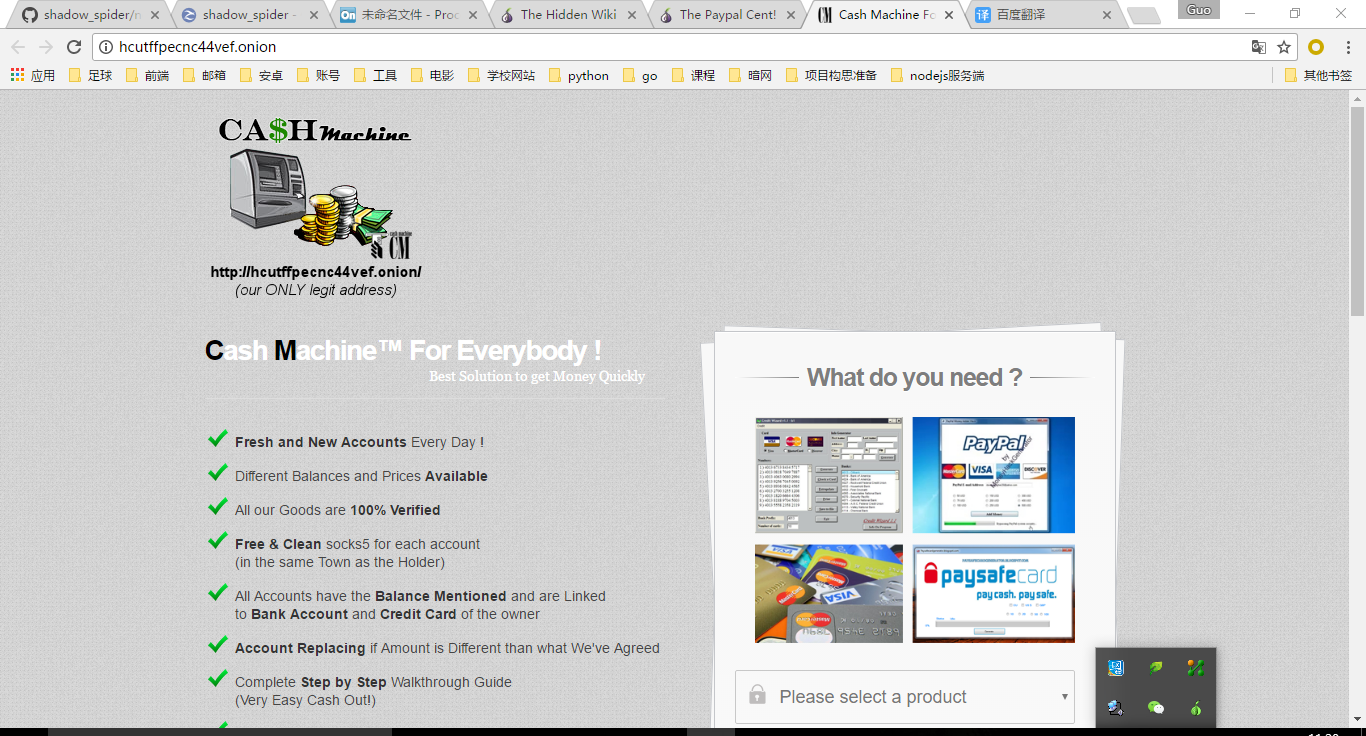 shadow_spider/n
shadow_spider -
未命名文件 - Proc
The Hidden Wiki
The Paypal Cent!
Cash Machine Fo
百度翻译
Guo
hcutffpecnc44vef.onion
应用 足球 前端 邮箱 安卓 账号 工具 电影 学校网站 python go 课程 暗网 项目构思准备 nodejs服务端 其他书签
CA$H Machine
cash machine
CM
http://hcutffpecnc44vef.onion/
(our ONLY legit address)
Cash Machine™ For Everybody !
Best Solution to get Money Quickly
Fresh and New Accounts Every Day !
Different Balances and Prices Available
All our Goods are 100% Verified
Free & Clean socks5 for each account
(in the same Town as the Holder)
All Accounts have the Balance Mentioned and are Linked
to Bank Account and Credit Card of the owner
Account Replacing if Amount is Different than what We've Agreed
Complete Step by Step Walkthrough Guide
(Very Easy Cash Out!)
What do you need ?
PayPal
MasterCard VISA DISCOVER
VISA
MasterCard
paysafecard
pay cash. pay safe.
Please select a product